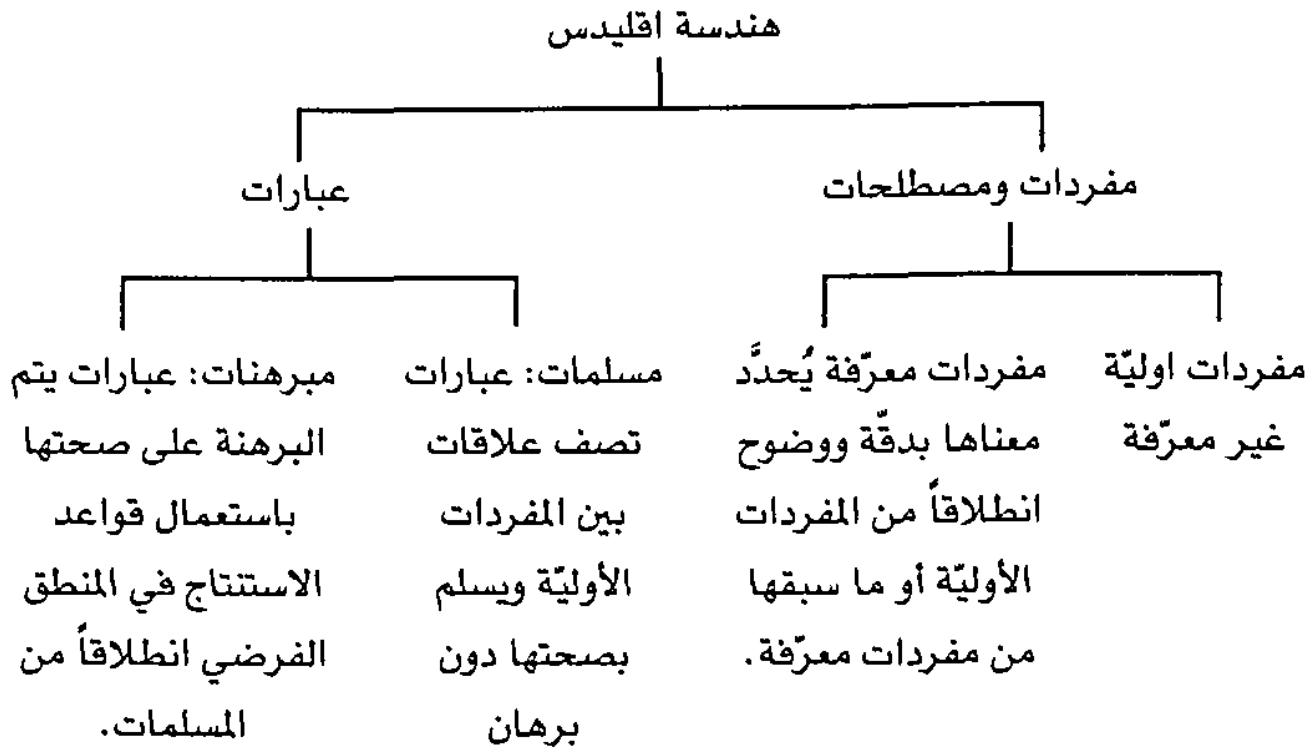 هندسة اقليدس
مفردات ومصطلحات
عبارات
مفردات اوليّة
غير معرّفة
مفردات معرّفة يُحدَّد
معناها بدقّة ووضوح
انطلاقاً من المفردات
الأوليّة أو ما سبقها
من مفردات معرّفة.
مسلمات: عبارات
تصف علاقات
بين المفردات
الأوليّة ويسلم
بصحتها دون
برهان
مبرهنات: عبارات يتم
البرهنة على صحتها
باستعمال قواعد
الاستنتاج في المنطق
الفرضي انطلاقاً من
المسلمات.